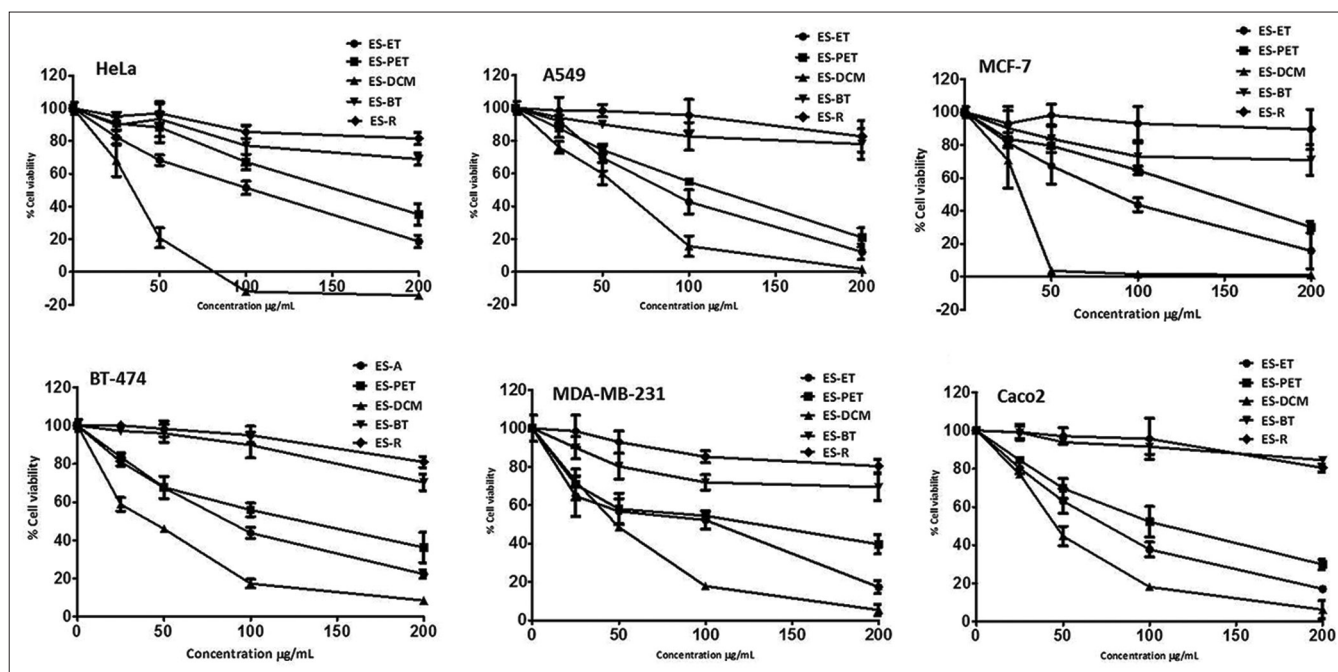 HeLa
ES-ET
ES-PET
ES-DCM
ES-BT
ES-R
% Cell viability
120
100
80
60
40
20
0
-20
50
100
150
200
Concentration µg/mL
A549
ES-ET
ES-PET
ES-DCM
ES-BT
ES-R
% Cell viability
120
100
80
60
40
20
0
-20
50
100
150
200
Concentration µg/mL
MCF-7
ES-ET
ES-PET
ES-DCM
ES-BT
ES-R
% Cell viability
120
100
80
60
40
20
0
-20
50
100
150
200
Concentration µg/mL
BT-474
ES-A
ES-PET
ES-DCM
ES-BT
ES-R
% Cell viability
120
100
80
60
40
20
0
0
50
100
150
200
Concentration µg/mL
MDA-MB-231
ES-ET
ES-PET
ES-DCM
ES-BT
ES-R
% Cell viability
120
100
80
60
40
20
0
0
50
100
150
200
Concentration µg/mL
Caco2
ES-ET
ES-PET
ES-DCM
ES-BT
ES-R
% Cell viability
120
100
80
60
40
20
0
0
50
100
150
200
Concentration µg/mL